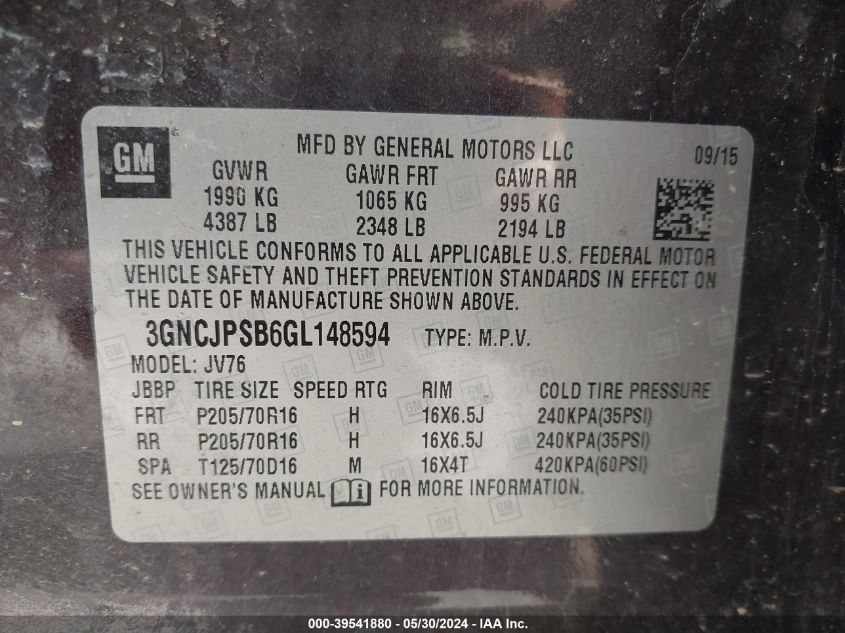 GM
MFD BY GENERAL MOTORS LLC 09/15
GVWR GAWR FRT GAWR RR
1990 KG 1065 KG 995 KG
4387 LB 2348 LB 2194 LB
THIS VEHICLE CONFORMS TO ALL APPLICABLE U.S. FEDERAL MOTOR
VEHICLE SAFETY AND THEFT PREVENTION STANDARDS IN EFFECT ON
THE DATE OF MANUFACTURE SHOWN ABOVE.
3GNCJPSB6GL148594 TYPE: M.P.V.
MODEL: JV76
JBBP TIRE SIZE SPEED RTG RIM COLD TIRE PRESSURE
FRT P205/70R16 H 16X6.5J 240KPA(35PSI)
RR P205/70R16 H 16X6.5J 240KPA(35PSI)
SPA T125/70D16 M 16X4T 420KPA(60PSI)
SEE OWNER'S MANUAL FOR MORE INFORMATION.
000-39541880 - 05/30/2024 - IAA Inc.